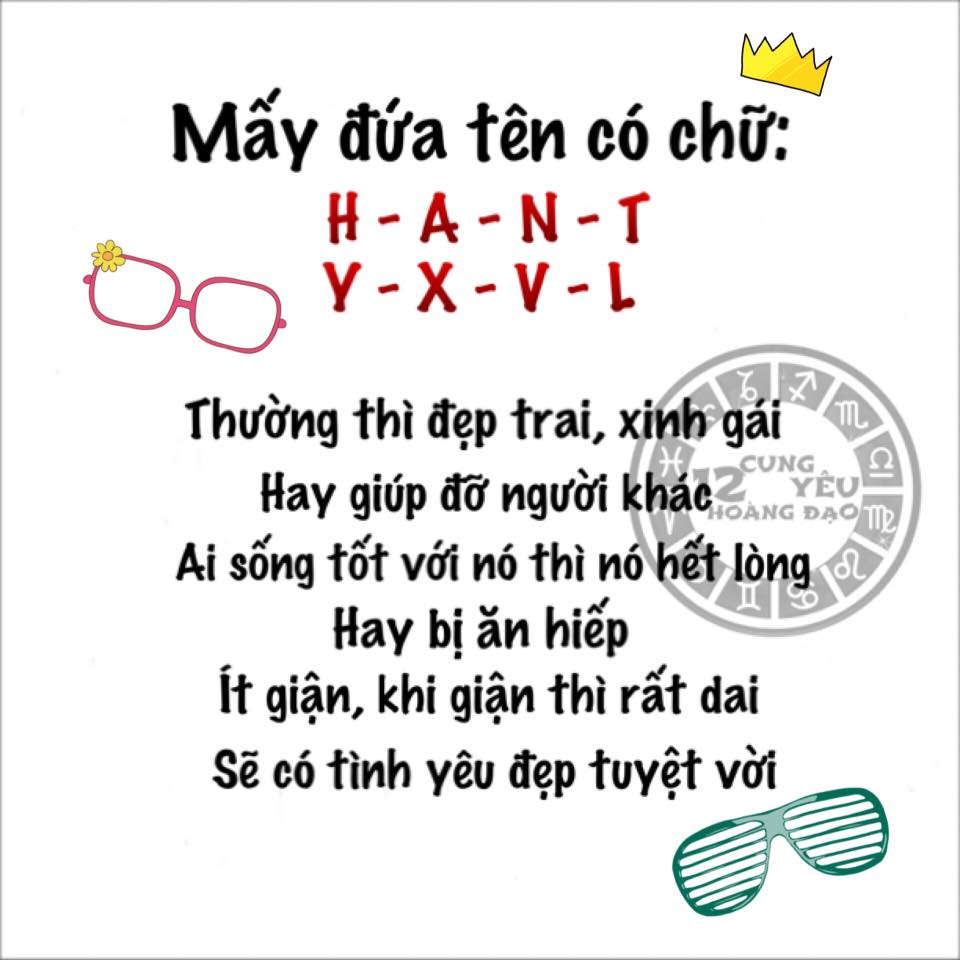 Mấy đứa tên có chữ:
H - A - N - T
Y - X - V - L
Thường thì đẹp trai, xinh gái
Hay giúp đỡ người khác
12 CUNG YÊU
HOÀNG ĐẠO
Ai sống tốt với nó thì nó hết lòng
Hay bị ăn hiếp
Ít giận, khi giận thì rất dai
Sẽ có tình yêu đẹp tuyệt vời